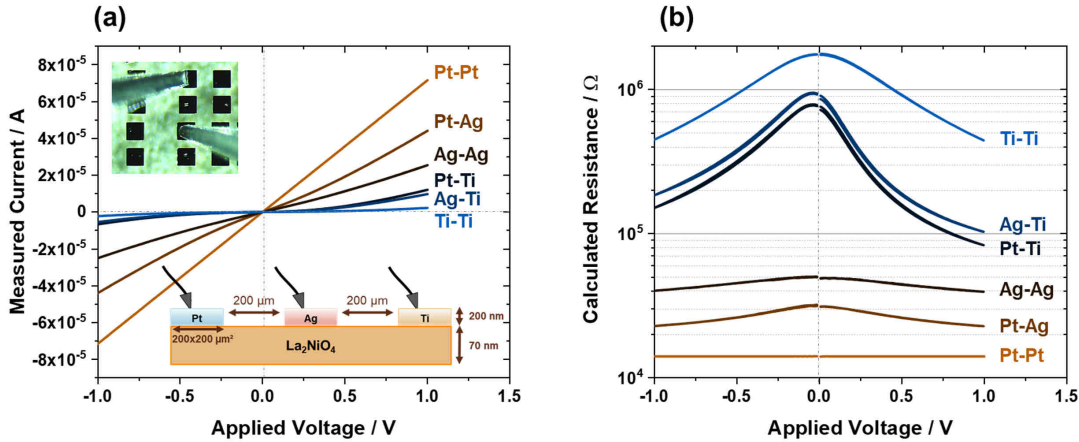 (a)
8x10⁻⁵
6x10⁻⁵
4x10⁻⁵
2x10⁻⁵
0
-2x10⁻⁵
-4x10⁻⁵
-6x10⁻⁵
-8x10⁻⁵
Measured Current / A
Pt-Pt
Pt-Ag
Ag-Ag
Pt-Ti
Ag-Ti
Ti-Ti
200 µm
200 µm
Pt
Ag
Ti
200 nm
200x200 µm²
La₂NiO₄
70 nm
-1.0
-0.5
0.0
0.5
1.0
1.5
Applied Voltage / V
(b)
10⁶
10⁵
10⁴
Calculated Resistance / Ω
Ti-Ti
Ag-Ti
Pt-Ti
Ag-Ag
Pt-Ag
Pt-Pt
-1.0
-0.5
0.0
0.5
1.0
1.5
Applied Voltage / V